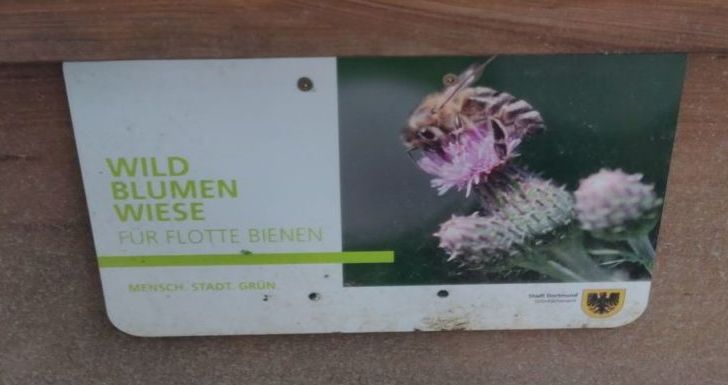 WILD
BLUMEN
WIESE
FÜR FLOTTE BIENEN
MENSCH. STADT. GRÜN.
Stadt Dortmund